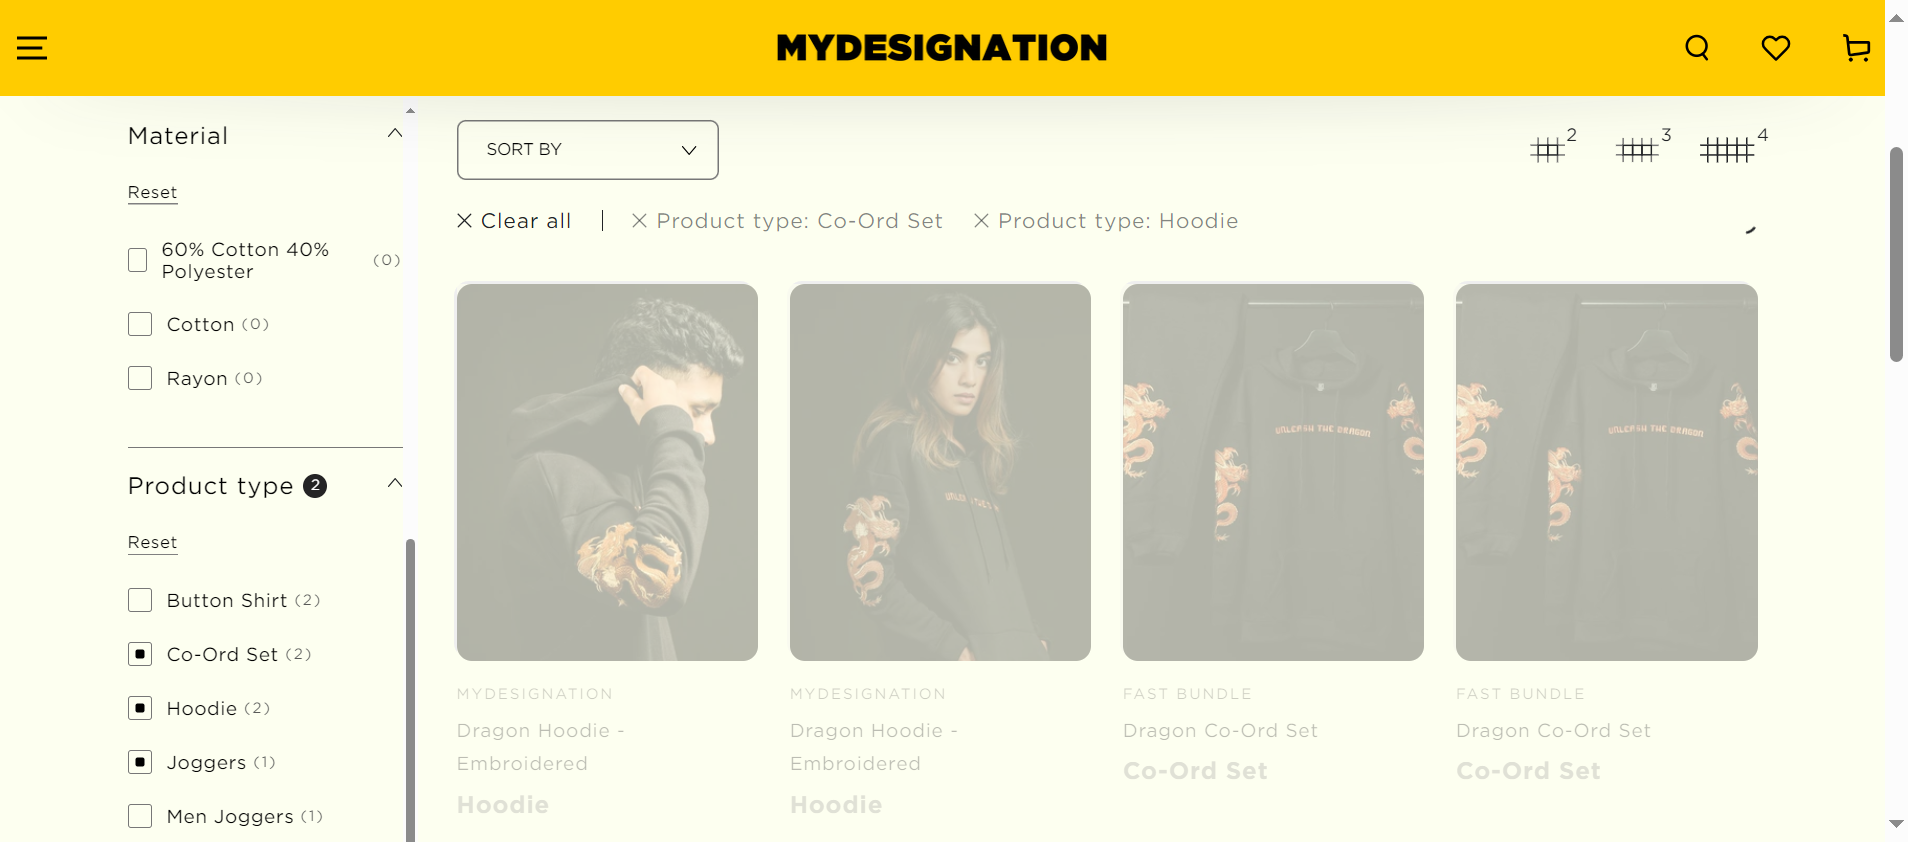 MYDESIGNATION
Material
Reset
60% Cotton 40%
Polyester
(0)
Cotton (0)
Rayon (0)
Product type 2
Reset
Button Shirt (2)
Co-Ord Set (2)
Hoodie (2)
Joggers (1)
Men Joggers (1)
SORT BY
2
3
4
Clear all
Product type: Co-Ord Set
Product type: Hoodie
UNLEASH THE DRAGON
UNLEASH THE DRAGON
MYDESIGNATION
Dragon Hoodie -
Embroidered
Hoodie
MYDESIGNATION
Dragon Hoodie -
Embroidered
Hoodie
FAST BUNDLE
Dragon Co-Ord Set
Co-Ord Set
FAST BUNDLE
Dragon Co-Ord Set
Co-Ord Set